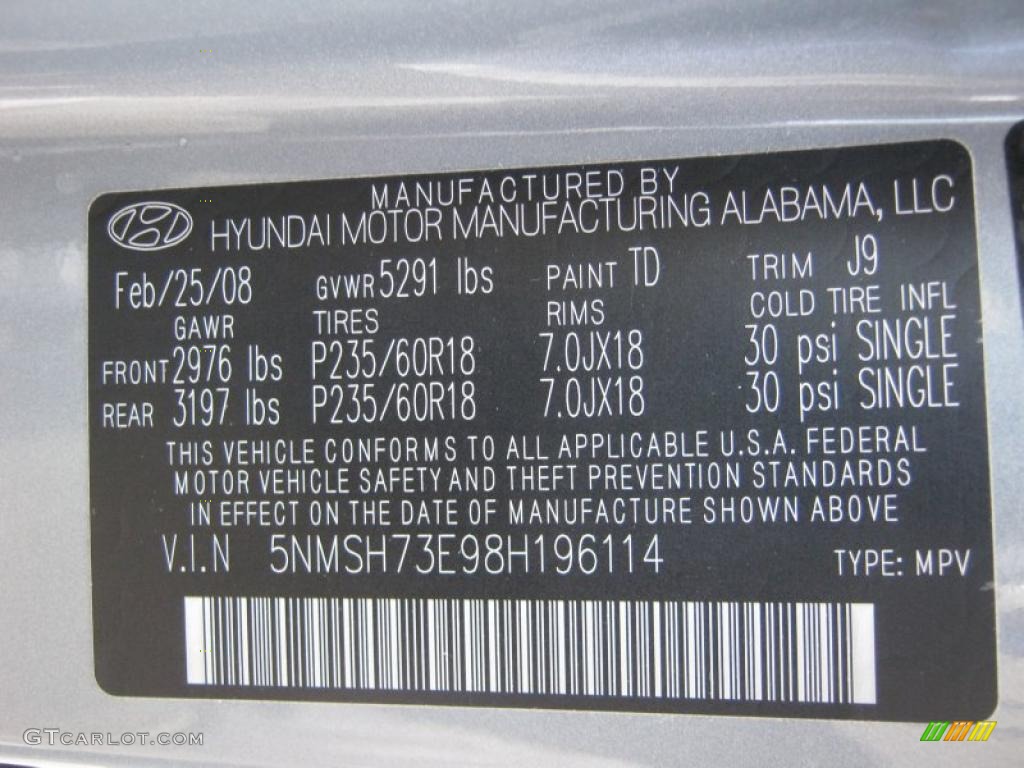 MANUFACTURED BY
HYUNDAI MOTOR MANUFACTURING ALABAMA, LLC
Feb/25/08 GVWR 5291 lbs PAINT TD TRIM J9
GAWR TIRES RIMS COLD TIRE INFL
FRONT 2976 lbs P235/60R18 7.0JX18 30 psi SINGLE
REAR 3197 lbs P235/60R18 7.0JX18 30 psi SINGLE
THIS VEHICLE CONFORMS TO ALL APPLICABLE U.S.A. FEDERAL
MOTOR VEHICLE SAFETY AND THEFT PREVENTION STANDARDS
IN EFFECT ON THE DATE OF MANUFACTURE SHOWN ABOVE
V.I.N 5NMSH73E98H196114 TYPE: MPV
GTCARLOT.COM